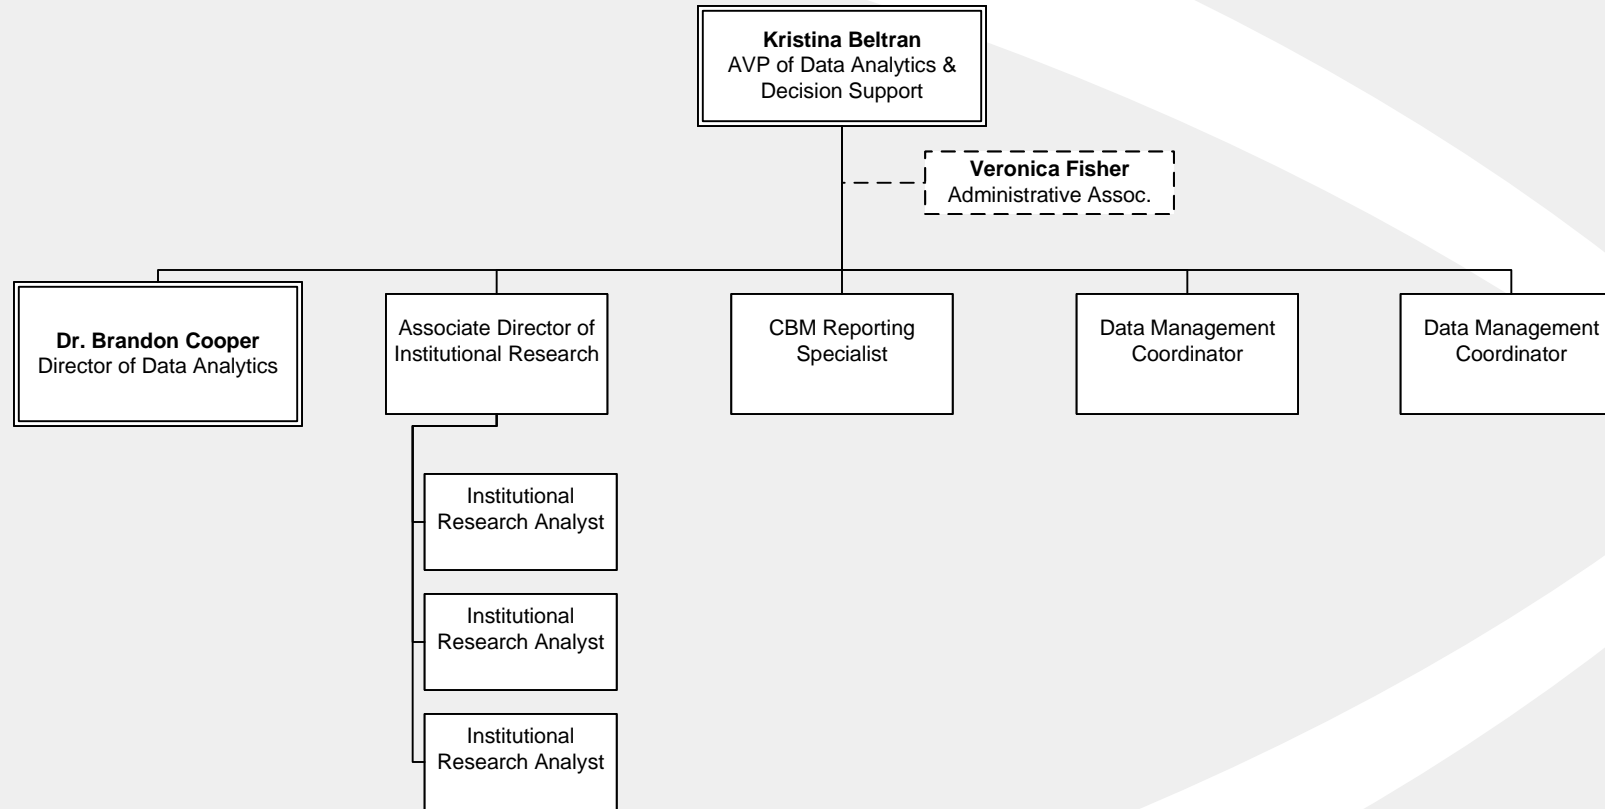 Kristina Beltran
AVP of Data Analytics &
Decision Support
Veronica Fisher
Administrative Assoc.
Dr. Brandon Cooper
Director of Data Analytics
Associate Director of
Institutional Research
CBM Reporting
Specialist
Data Management
Coordinator
Data Management
Coordinator
Institutional
Research Analyst
Institutional
Research Analyst
Institutional
Research Analyst